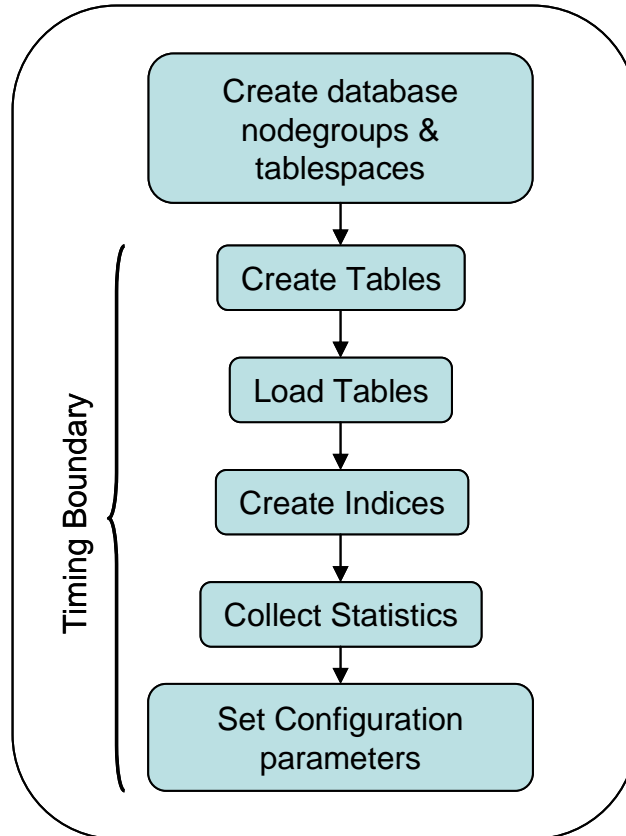 Create database
nodegroups &
tablespaces
Create Tables
Load Tables
Create Indices
Collect Statistics
Set Configuration
parameters
Timing Boundary